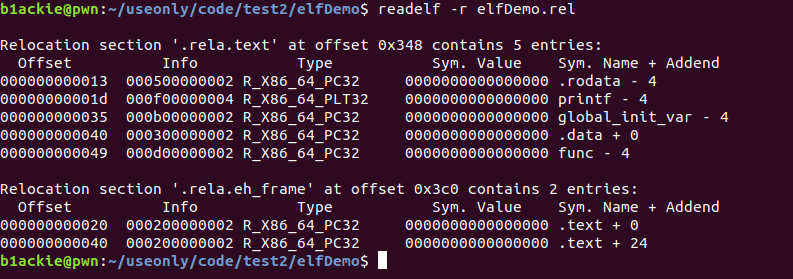 b1ackie@pwn:~/useonly/code/test2/elfDemo$ readelf -r elfDemo.rel
Relocation section '.rela.text' at offset 0x348 contains 5 entries:
  Offset          Info           Type           Sym. Value    Sym. Name + Addend
000000000013  000500000002 R_X86_64_PC32     0000000000000000 .rodata - 4
00000000001d  000f00000004 R_X86_64_PLT32    0000000000000000 printf - 4
000000000035  000b00000002 R_X86_64_PC32     0000000000000000 global_init_var - 4
000000000040  000300000002 R_X86_64_PC32     0000000000000000 .data + 0
000000000049  000d00000002 R_X86_64_PC32     0000000000000000 func - 4
Relocation section '.rela.eh_frame' at offset 0x3c0 contains 2 entries:
  Offset          Info           Type           Sym. Value    Sym. Name + Addend
000000000020  000200000002 R_X86_64_PC32     0000000000000000 .text + 0
000000000040  000200000002 R_X86_64_PC32     0000000000000000 .text + 24
b1ackie@pwn:~/useonly/code/test2/elfDemo$